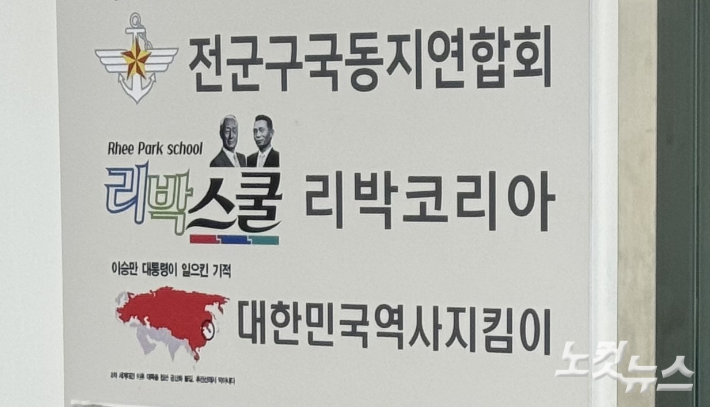 전군구국동지연합회
Rhee Park school
리박스쿨 리박코리아
이승만 대통령이 일으킨 기적
대한민국역사지킴이
노컷뉴스